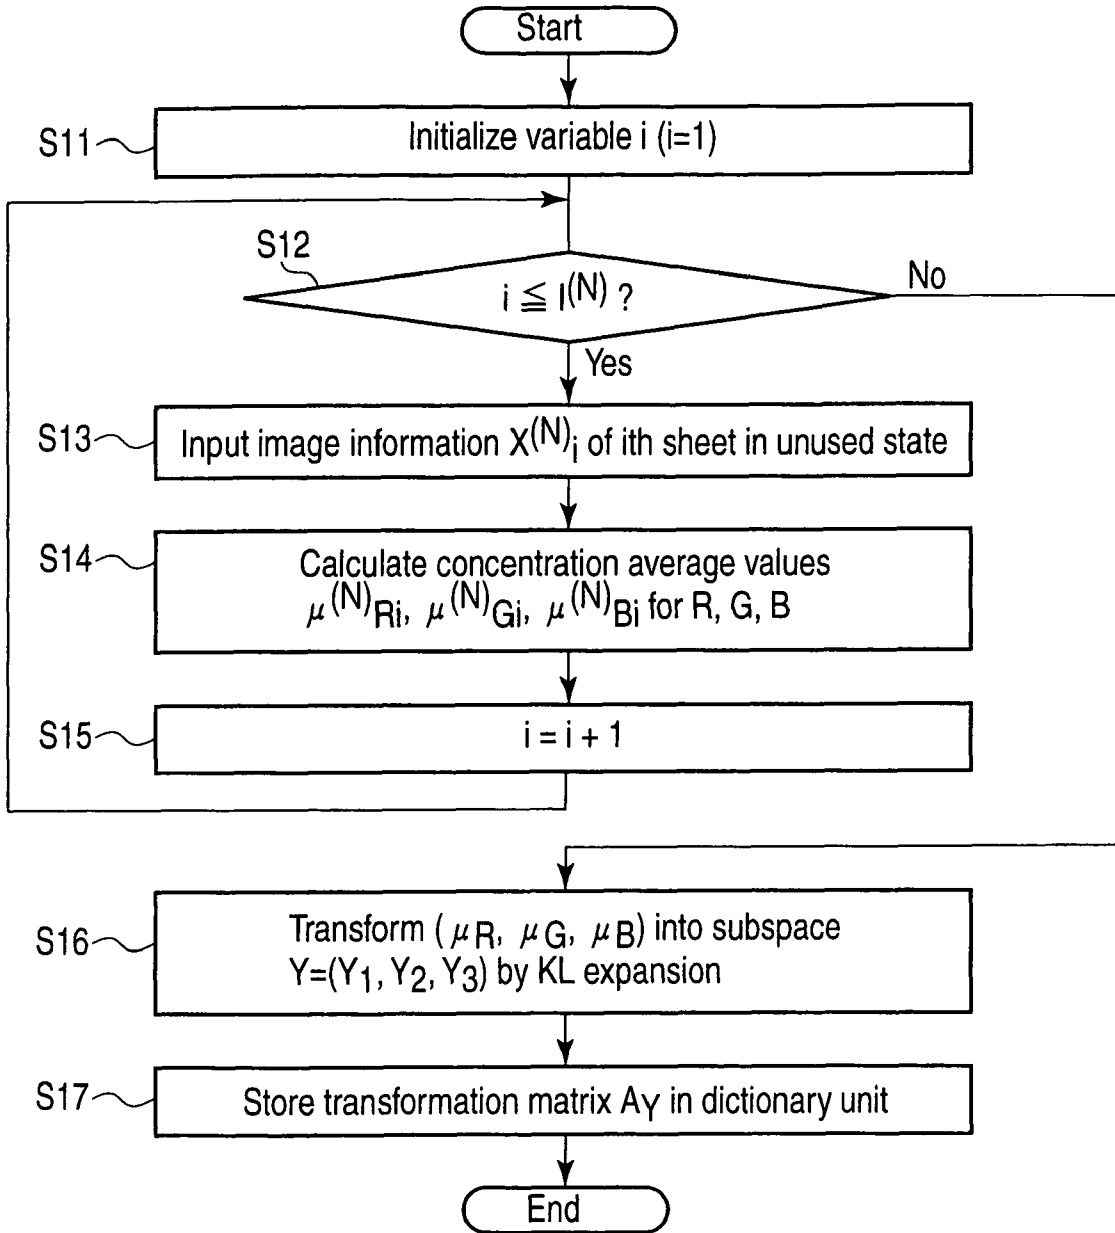 Start
S11
Initialize variable i (i=1)
S12
i ≦ I(N) ?
No
Yes
S13
Input image information X(N)i of ith sheet in unused state
S14
Calculate concentration average values
μ(N)Ri, μ(N)Gi, μ(N)Bi for R, G, B
S15
i = i + 1
S16
Transform (μR, μG, μB) into subspace
Y=(Y1, Y2, Y3) by KL expansion
S17
Store transformation matrix AY in dictionary unit
End